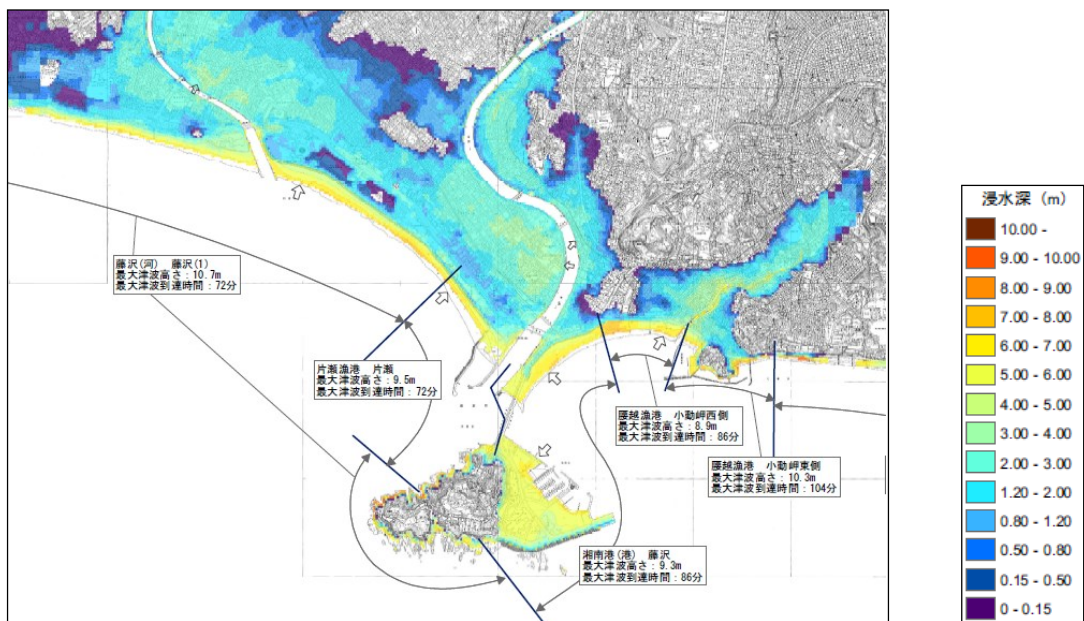 藤沢(河) 藤沢(1)
最大津波高さ：10.7m
最大津波到達時間：72分
片瀬漁港 片瀬
最大津波高さ：9.5m
最大津波到達時間：72分
腰越漁港 小動岬西側
最大津波高さ：8.9m
最大津波到達時間：86分
腰越漁港 小動岬東側
最大津波高さ：10.3m
最大津波到達時間：104分
湘南港(港) 藤沢
最大津波高さ：9.3m
最大津波到達時間：86分
浸水深 (m)
10.00 -
9.00 - 10.00
8.00 - 9.00
7.00 - 8.00
6.00 - 7.00
5.00 - 6.00
4.00 - 5.00
3.00 - 4.00
2.00 - 3.00
1.20 - 2.00
0.80 - 1.20
0.50 - 0.80
0.15 - 0.50
0 - 0.15